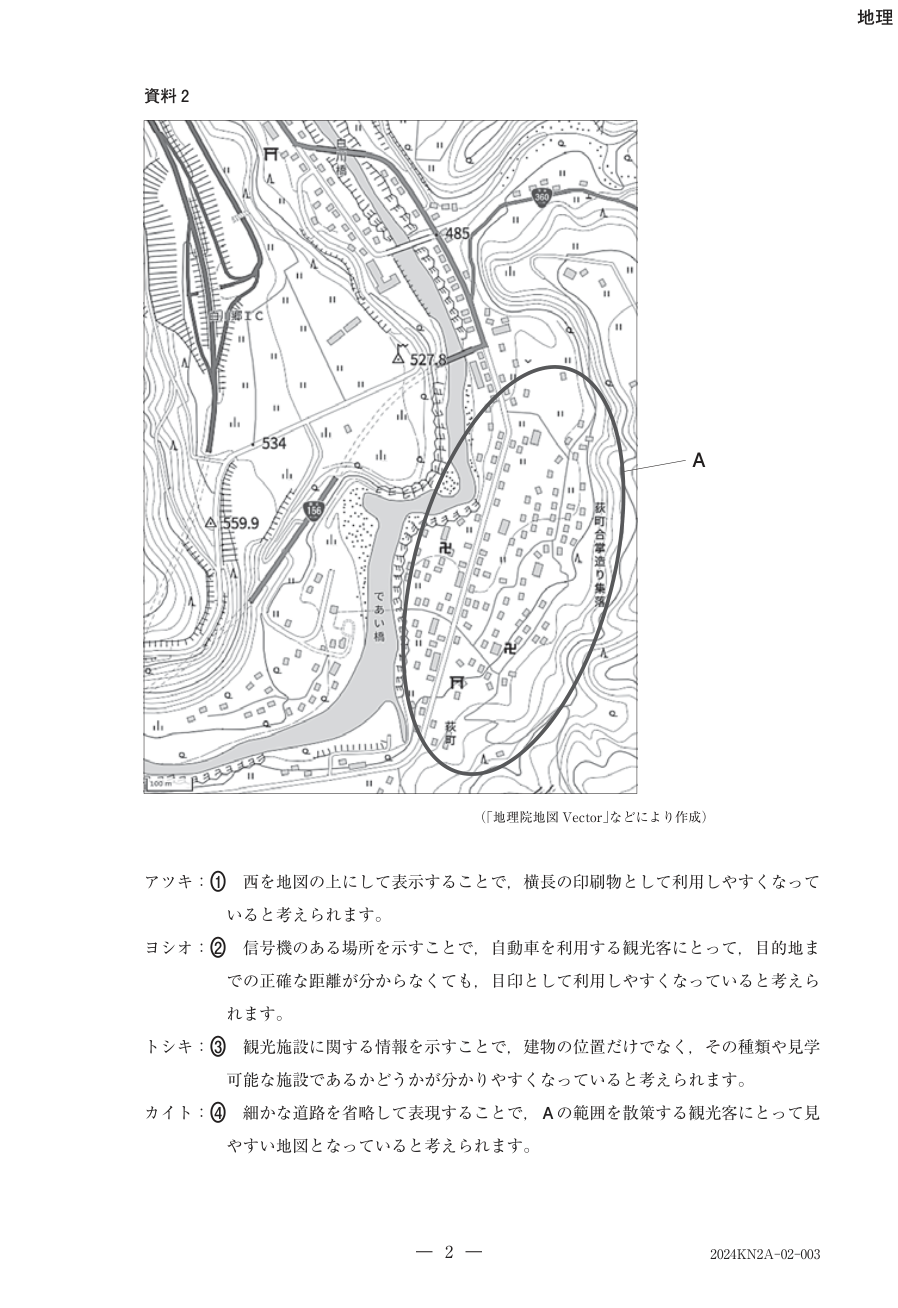 地理
資料2
白川橋
360
485
白川郷IC
527.8
534
A
156
559.9
荻町合掌造り集落
であい橋
荻町
100 m
(「地理院地図 Vector」などにより作成)
アツキ:① 西を地図の上にして表示することで,横長の印刷物として利用しやすくなって
いると考えられます。
ヨシオ:② 信号機のある場所を示すことで,自動車を利用する観光客にとって,目的地ま
での正確な距離が分からなくても,目印として利用しやすくなっていると考えら
れます。
トシキ:③ 観光施設に関する情報を示すことで,建物の位置だけでなく,その種類や見学
可能な施設であるかどうかが分かりやすくなっていると考えられます。
カイト:④ 細かな道路を省略して表現することで,Aの範囲を散策する観光客にとって見
やすい地図となっていると考えられます。
— 2 —
2024KN2A-02-003